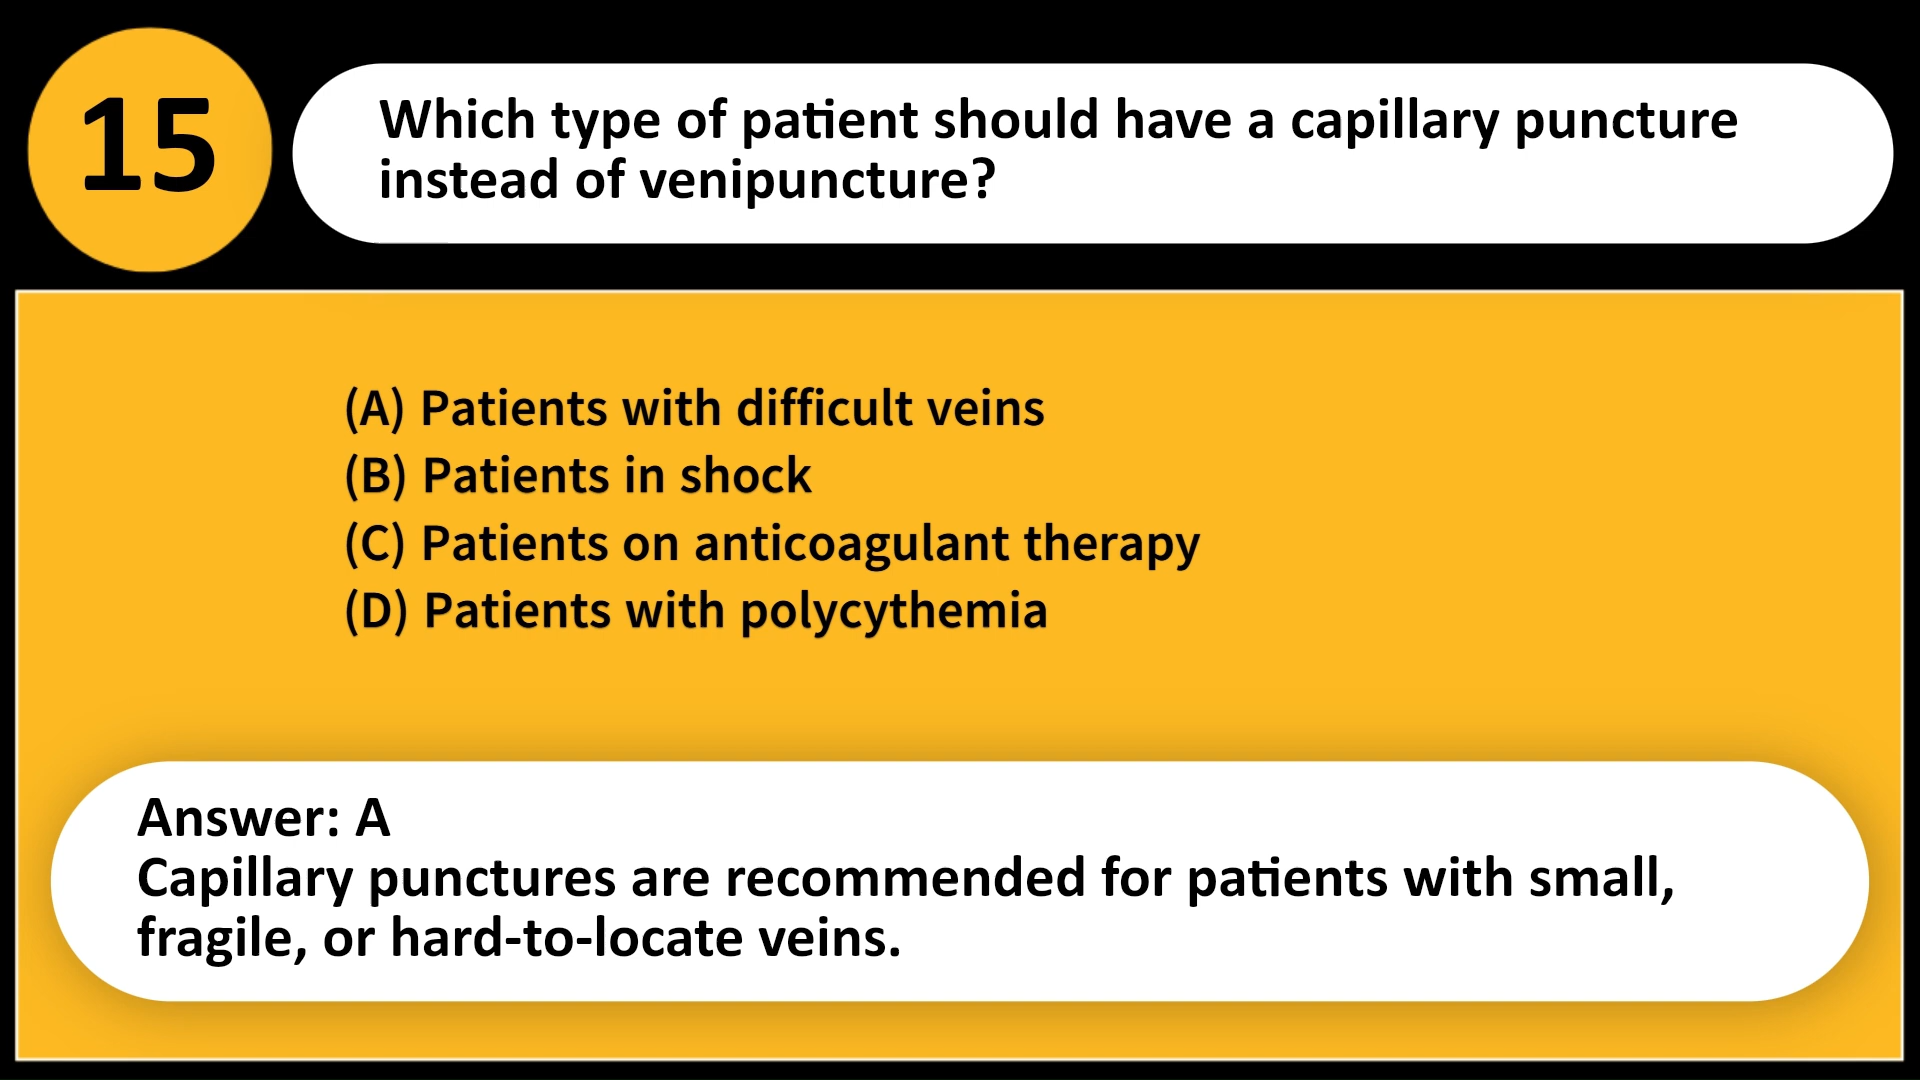 15
Which type of patient should have a capillary puncture
instead of venipuncture?
(A) Patients with difficult veins
(B) Patients in shock
(C) Patients on anticoagulant therapy
(D) Patients with polycythemia
Answer: A
Capillary punctures are recommended for patients with small,
fragile, or hard-to-locate veins.